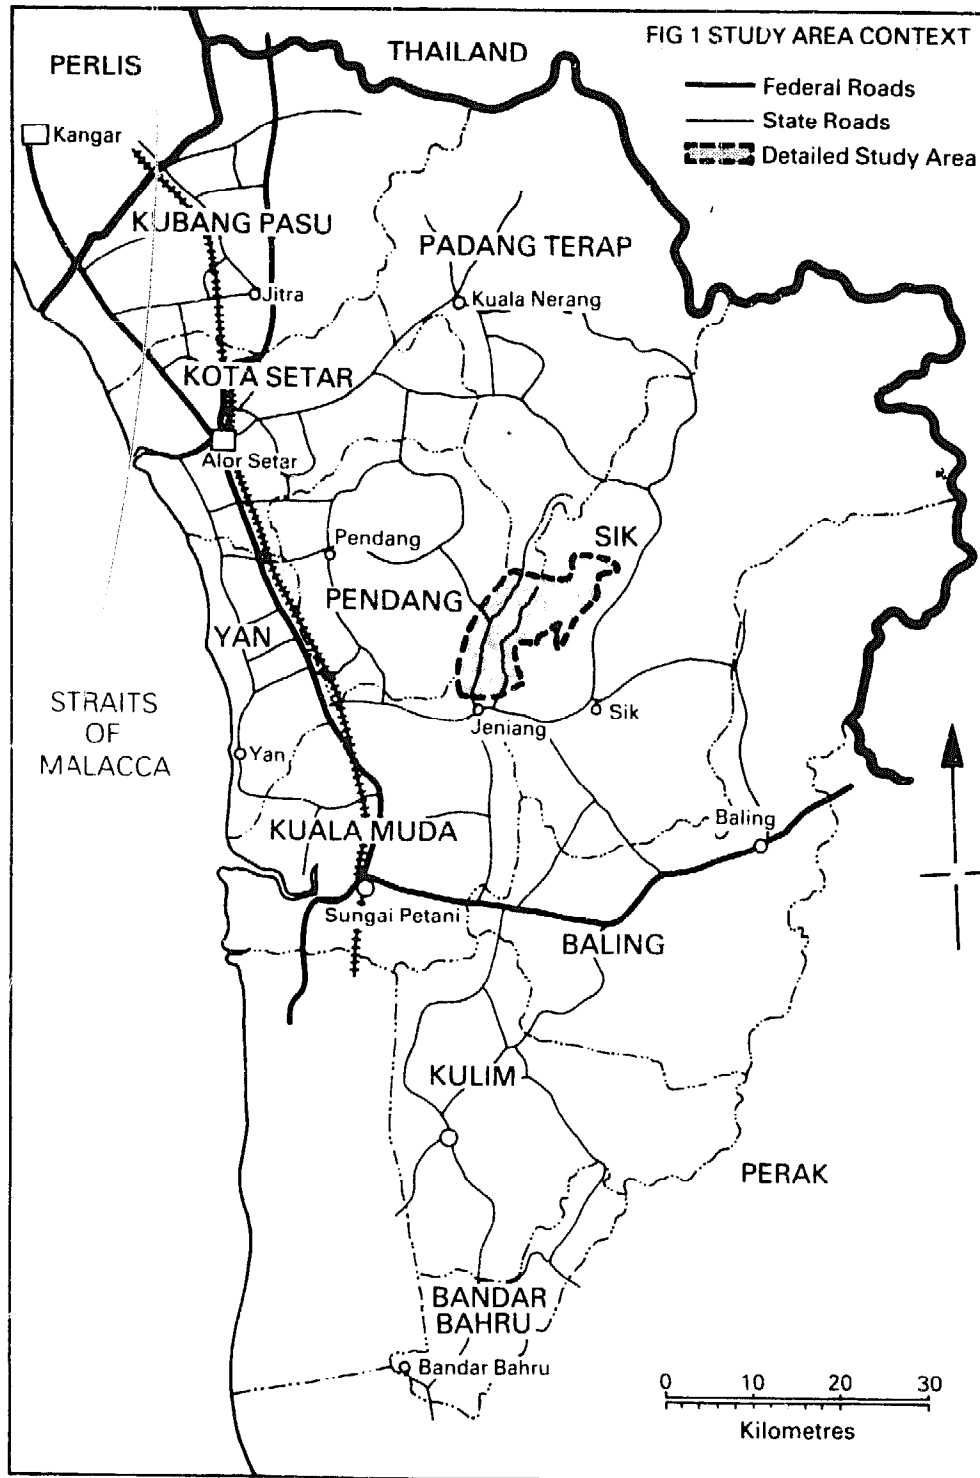 FIG 1 STUDY AREA CONTEXT
THAILAND
PERLIS
Federal Roads
State Roads
Detailed Study Area
Kangar
KUBANG PASU
PADANG TERAP
Jitra
Kuala Nerang
KOTA SETAR
Alor Setar
Pendang
SIK
PENDANG
YAN
STRAITS
OF
MALACCA
Sik
Jeniang
Yan
Baling
KUALA MUDA
Sungai Petani
BALING
KULIM
PERAK
BANDAR
BAHRU
Bandar Bahru
0 10 20 30
Kilometres